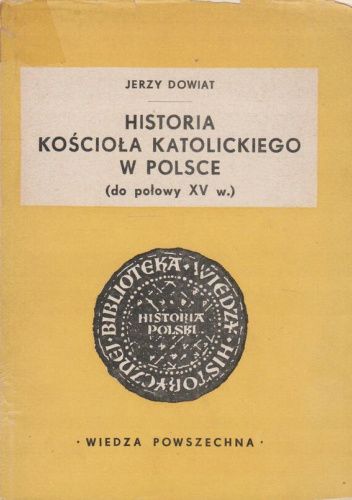 JERZY DOWIAT
HISTORIA
KOŚCIOŁA KATOLICKIEGO
W POLSCE
(do połowy XV w.)
BIBLIOTEKA · WIEDZY · HISTORYCZNEJ
HISTORIA
POLSKI
· WIEDZA POWSZECHNA ·